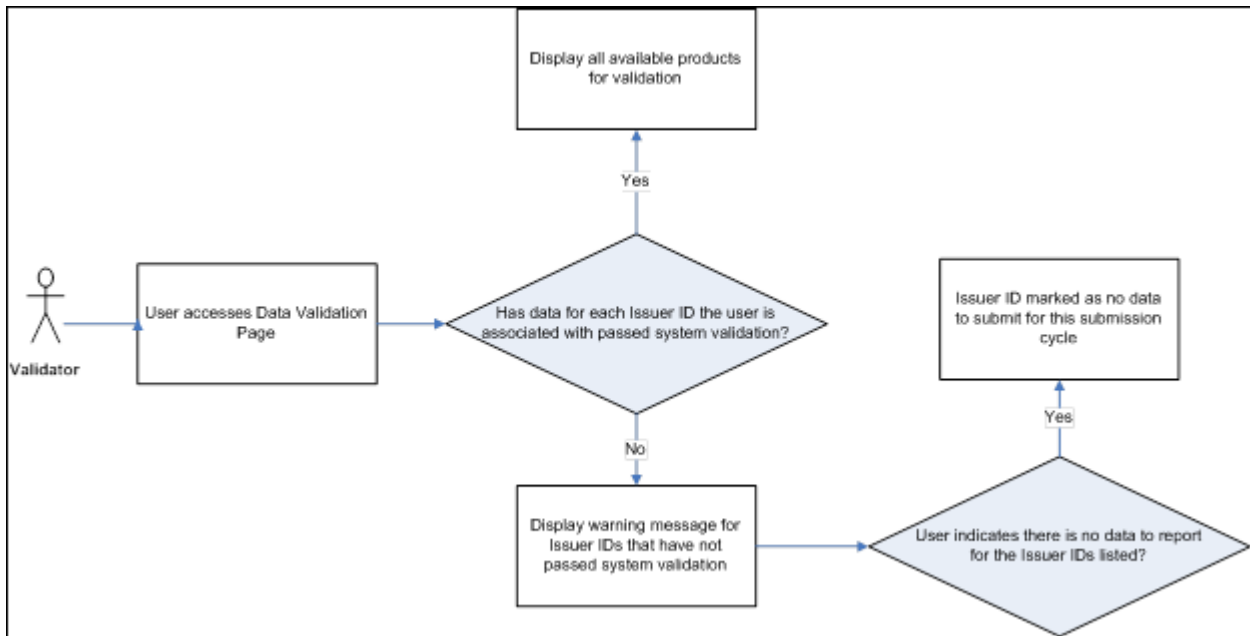 Display all available products
for validation
Yes
Validator
User accesses Data Validation
Page
Has data for each Issuer ID the user is
associated with passed system validation?
Issuer ID marked as no data
to submit for this submission
cycle
Yes
No
Display warning message for
Issuer IDs that have not
passed system validation
User indicates there is no data to report
for the Issuer IDs listed?